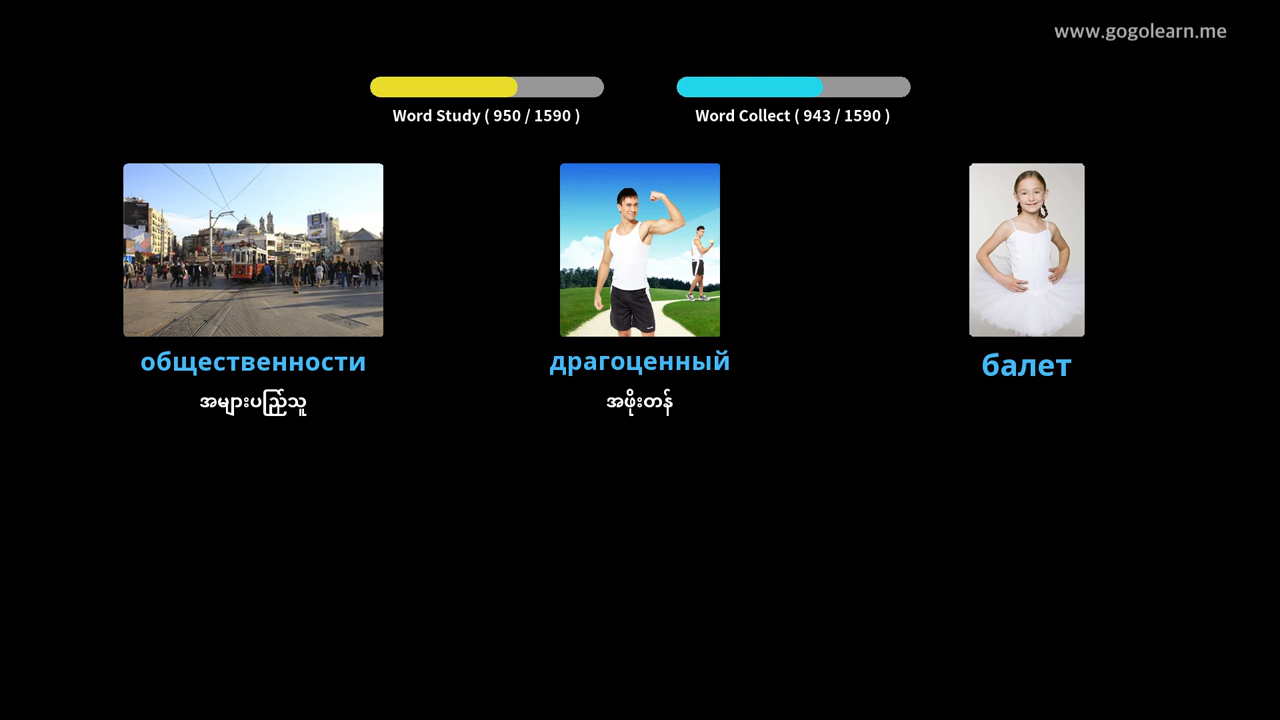 www.gogolearn.me
Word Study ( 950 / 1590 )
Word Collect ( 943 / 1590 )
общественности
драгоценный
балет
အများပြည်သူ
အဖိုးတန်